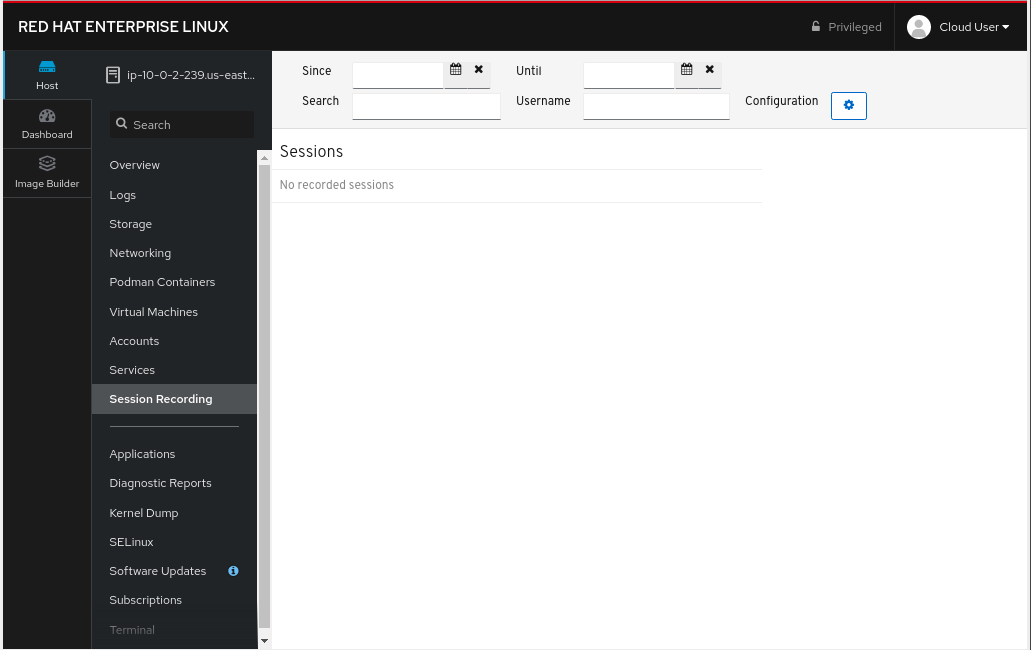 RED HAT ENTERPRISE LINUX
Privileged
Cloud User
Host
Dashboard
Image Builder
ip-10-0-2-239.us-east...
Search
Overview
Logs
Storage
Networking
Podman Containers
Virtual Machines
Accounts
Services
Session Recording
Applications
Diagnostic Reports
Kernel Dump
SELinux
Software Updates
Subscriptions
Terminal
Since
Until
Search
Username
Configuration
Sessions
No recorded sessions